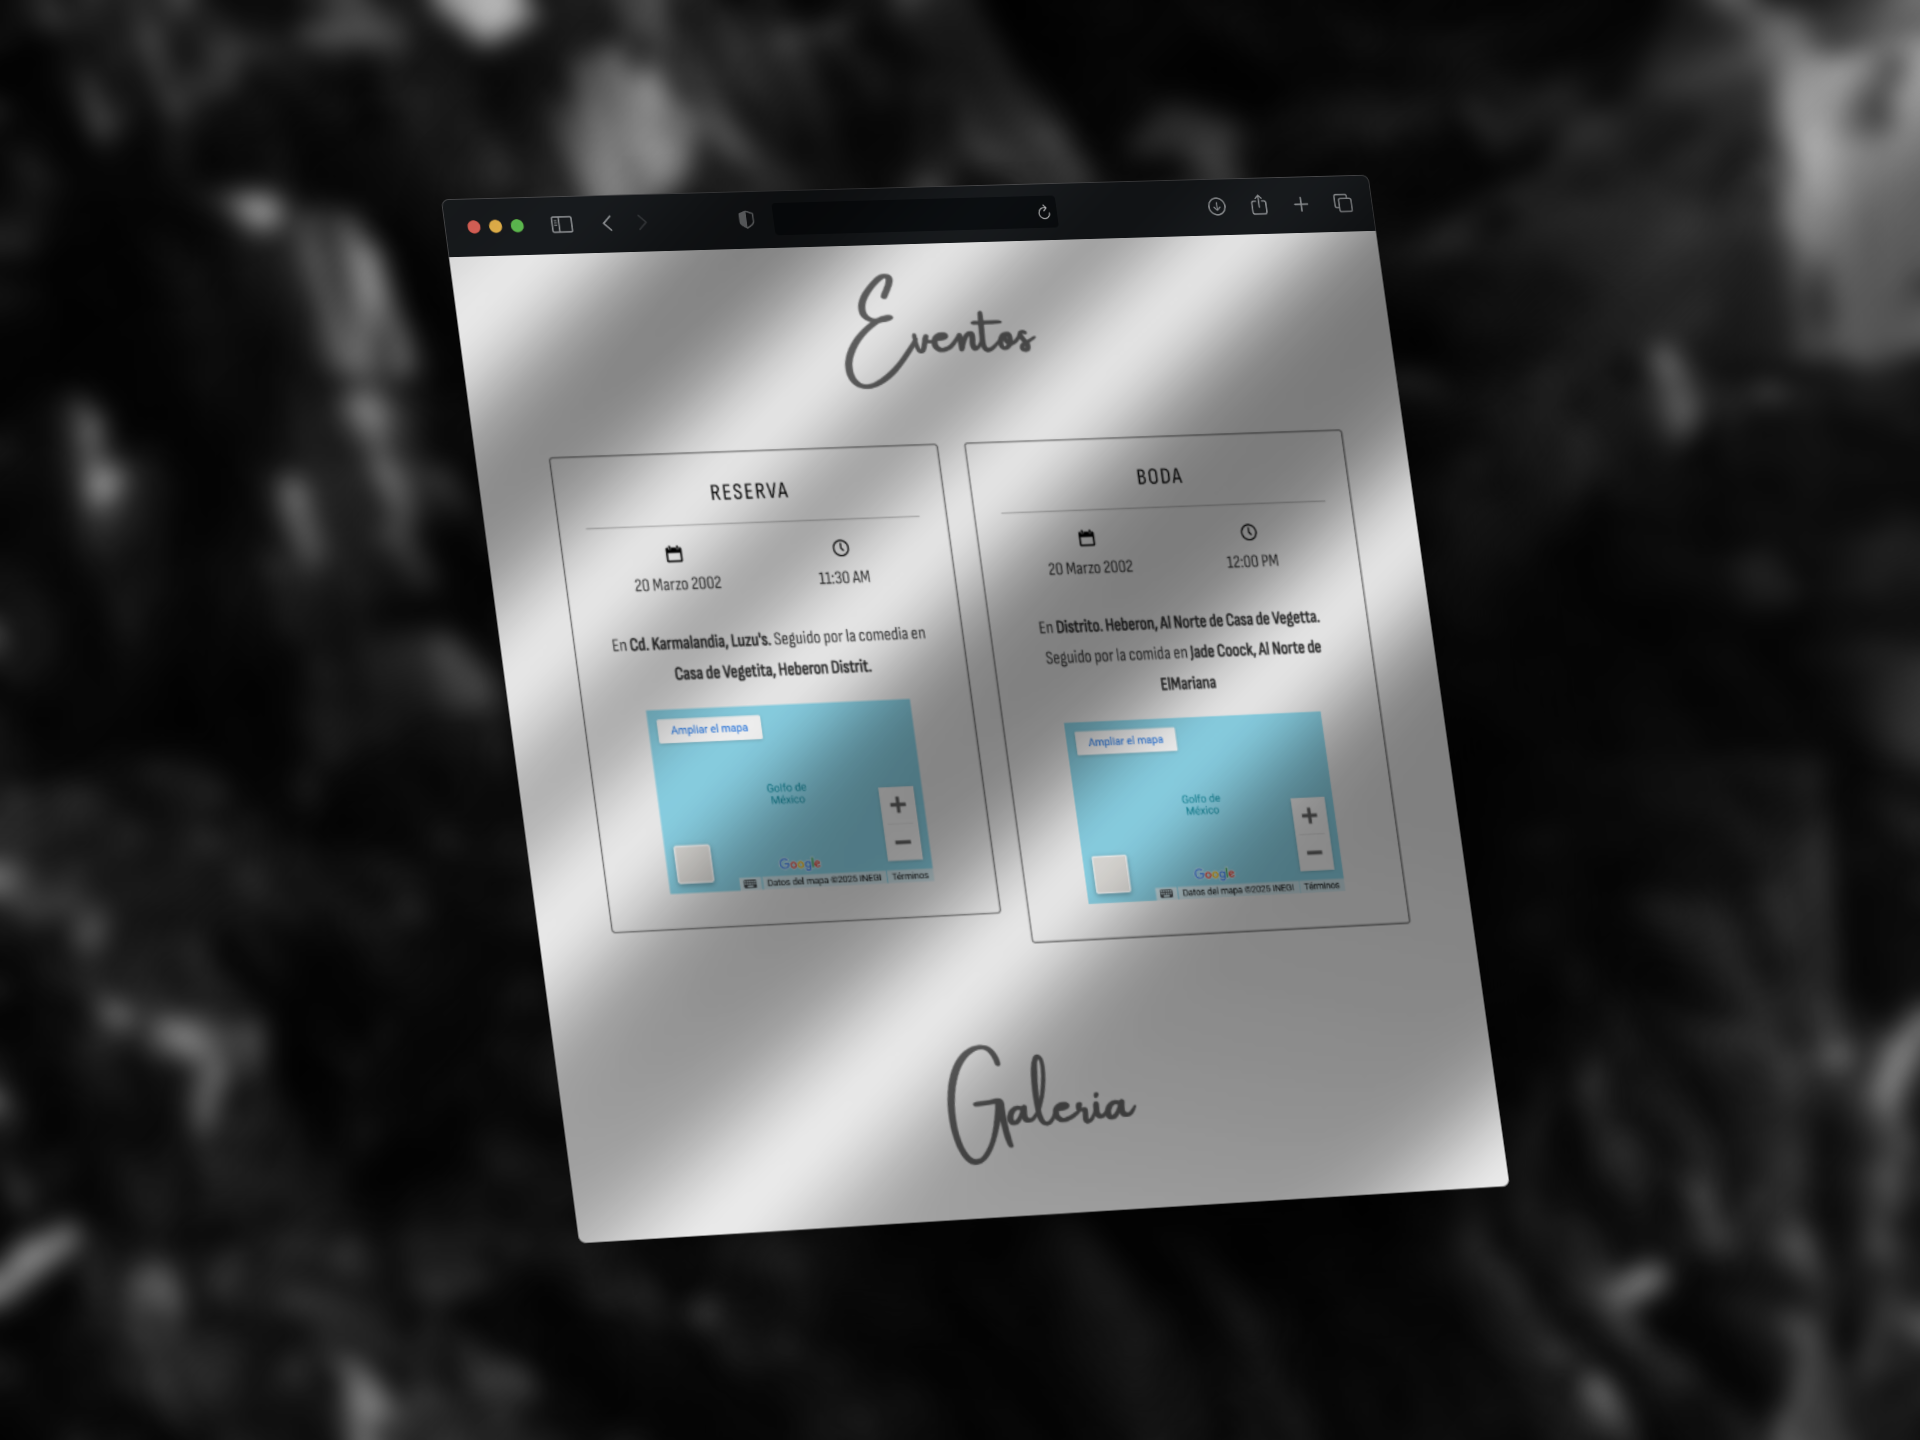 Eventos
RESERVA
20 Marzo 2002
11:30 AM
En Cd. Karmalandia, Luzu's. Seguido por la comedia en
Casa de Vegetita, Heberon Distrit.
Ampliar el mapa
Golfo de
México
Google
Datos del mapa ©2025 INEGI
Términos
BODA
20 Marzo 2002
12:00 PM
En Distrito. Heberon, Al Norte de Casa de Vegetta.
Seguido por la comida en Jade Coock, Al Norte de
ElMariana
Ampliar el mapa
Golfo de
México
Google
Datos del mapa ©2025 INEGI
Términos
Galeria